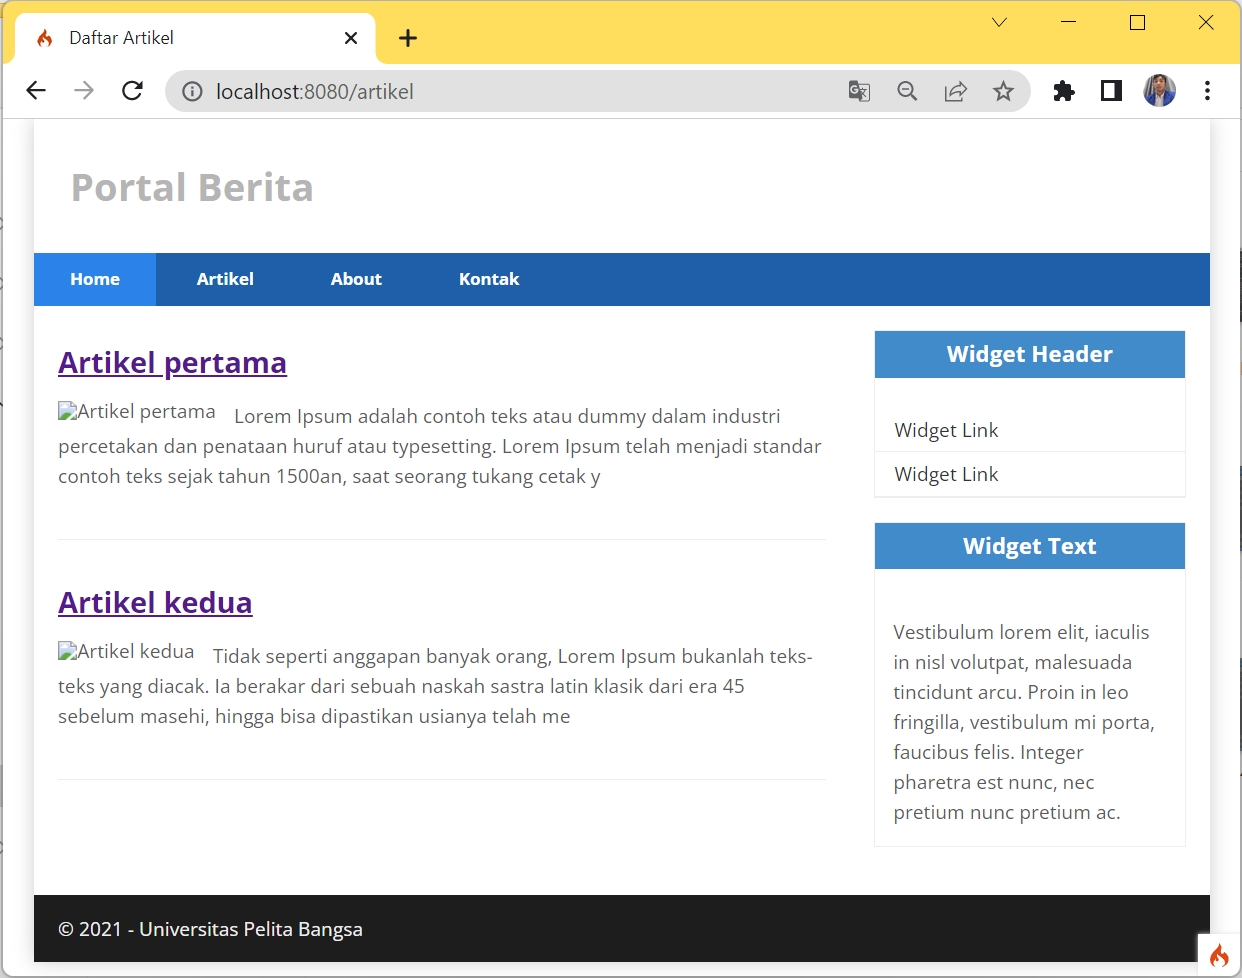 Daftar Artikel
localhost:8080/artikel
Portal Berita
Home Artikel About Kontak
Artikel pertama
Artikel pertama Lorem Ipsum adalah contoh teks atau dummy dalam industri
percetakan dan penataan huruf atau typesetting. Lorem Ipsum telah menjadi standar
contoh teks sejak tahun 1500an, saat seorang tukang cetak y
Artikel kedua
Artikel kedua Tidak seperti anggapan banyak orang, Lorem Ipsum bukanlah teks-
teks yang diacak. Ia berakar dari sebuah naskah sastra latin klasik dari era 45
sebelum masehi, hingga bisa dipastikan usianya telah me
Widget Header
Widget Link
Widget Link
Widget Text
Vestibulum lorem elit, iaculis
in nisl volutpat, malesuada
tincidunt arcu. Proin in leo
fringilla, vestibulum mi porta,
faucibus felis. Integer
pharetra est nunc, nec
pretium nunc pretium ac.
© 2021 - Universitas Pelita Bangsa